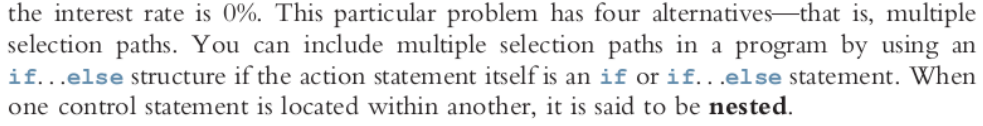 the interest rate is 0%. This particular problem has four alternatives—that is, multiple
selection paths. You can include multiple selection paths in a program by using an
if...else structure if the action statement itself is an if or if...else statement. When
one control statement is located within another, it is said to be nested.